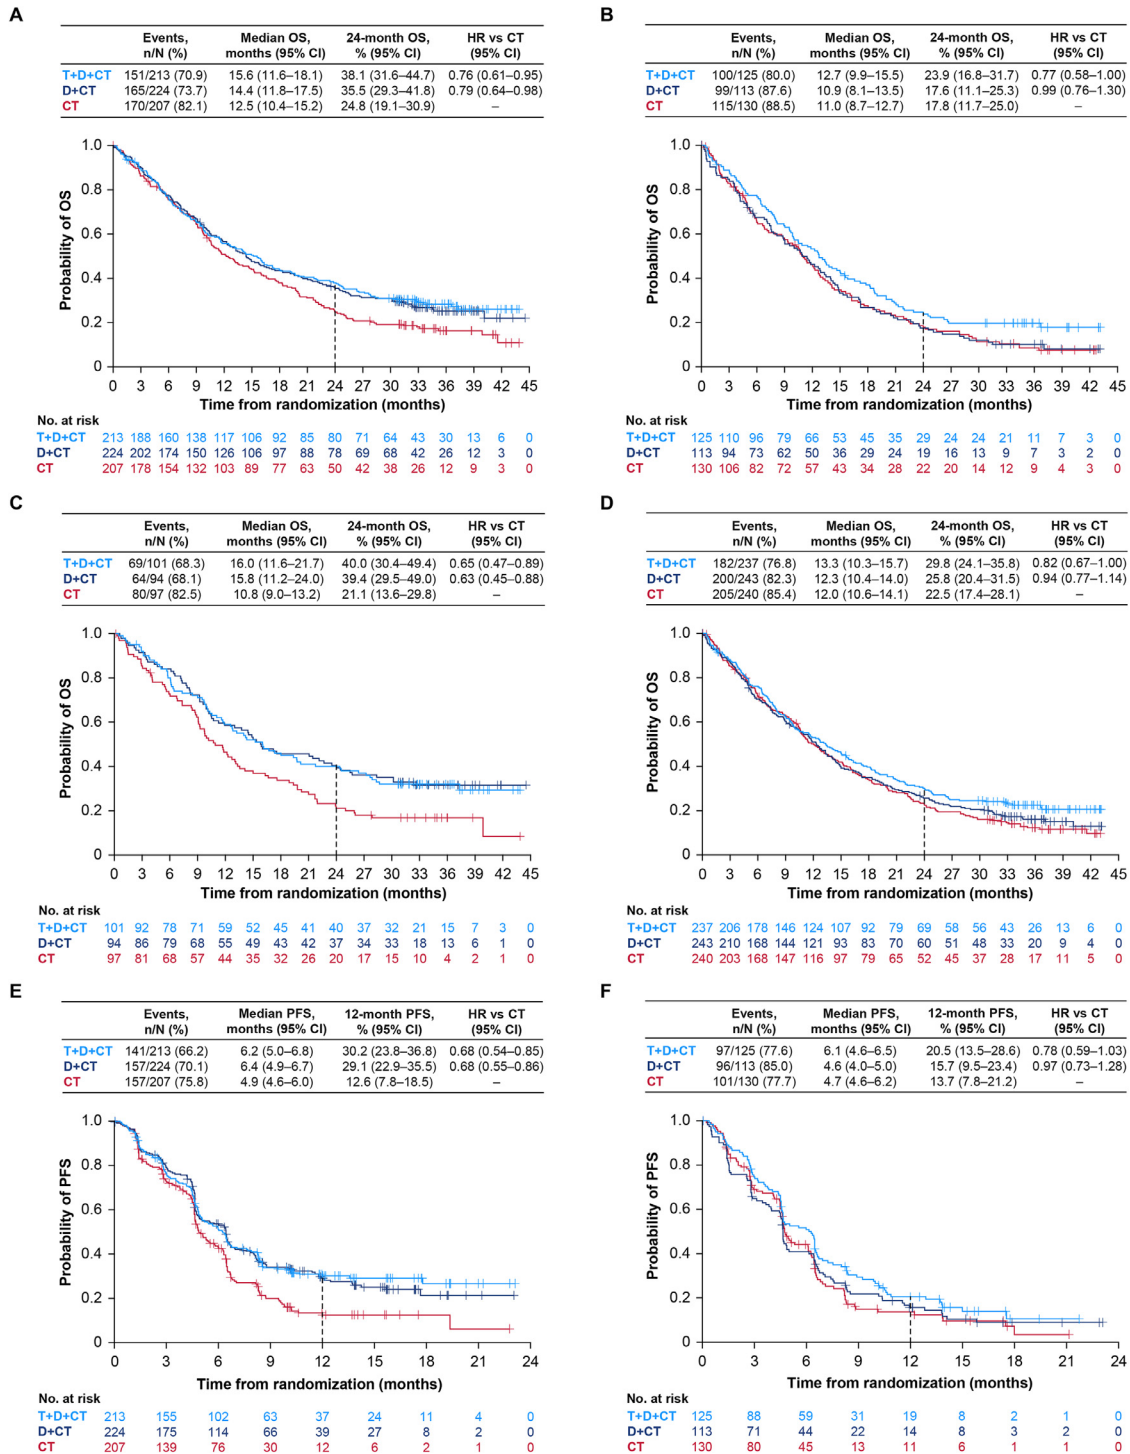 A
Events, n/N (%) Median OS, months (95% CI) 24-month OS, % (95% CI) HR vs CT (95% CI)
T+D+CT 151/213 (70.9) 15.6 (11.6–18.1) 38.1 (31.6–44.7) 0.76 (0.61–0.95)
D+CT 165/224 (73.7) 14.4 (11.8–17.5) 35.5 (29.3–41.8) 0.79 (0.64–0.98)
CT 170/207 (82.1) 12.5 (10.4–15.2) 24.8 (19.1–30.9) –
Probability of OS
1.0
0.8
0.6
0.4
0.2
0
0 3 6 9 12 15 18 21 24 27 30 33 36 39 42 45
Time from randomization (months)
No. at risk
T+D+CT 213 188 160 138 117 106 92 85 80 71 64 43 30 13 6 0
D+CT 224 202 174 150 126 106 97 88 78 69 68 42 26 12 3 0
CT 207 178 154 132 103 89 77 63 50 42 38 26 12 9 3 0
B
Events, n/N (%) Median OS, months (95% CI) 24-month OS, % (95% CI) HR vs CT (95% CI)
T+D+CT 100/125 (80.0) 12.7 (9.9–15.5) 23.9 (16.8–31.7) 0.77 (0.58–1.00)
D+CT 99/113 (87.6) 10.9 (8.1–13.5) 17.6 (11.1–25.3) 0.99 (0.76–1.30)
CT 115/130 (88.5) 11.0 (8.7–12.7) 17.8 (11.7–25.0) –
Probability of OS
1.0
0.8
0.6
0.4
0.2
0
0 3 6 9 12 15 18 21 24 27 30 33 36 39 42 45
Time from randomization (months)
No. at risk
T+D+CT 125 110 96 79 66 53 45 35 29 24 24 21 11 7 3 0
D+CT 113 94 73 62 50 36 29 24 19 16 13 9 7 3 2 0
CT 130 106 82 72 57 43 34 28 22 20 14 12 9 4 3 0
C
Events, n/N (%) Median OS, months (95% CI) 24-month OS, % (95% CI) HR vs CT (95% CI)
T+D+CT 69/101 (68.3) 16.0 (11.6–21.7) 40.0 (30.4–49.4) 0.65 (0.47–0.89)
D+CT 64/94 (68.1) 15.8 (11.2–24.0) 39.4 (29.5–49.0) 0.63 (0.45–0.88)
CT 80/97 (82.5) 10.8 (9.0–13.2) 21.1 (13.6–29.8) –
Probability of OS
1.0
0.8
0.6
0.4
0.2
0
0 3 6 9 12 15 18 21 24 27 30 33 36 39 42 45
Time from randomization (months)
No. at risk
T+D+CT 101 92 78 71 59 52 45 41 40 37 32 21 15 7 3 0
D+CT 94 86 79 68 55 49 43 42 37 34 33 18 13 6 1 0
CT 97 81 68 57 44 35 32 26 20 17 15 10 4 2 1 0
D
Events, n/N (%) Median OS, months (95% CI) 24-month OS, % (95% CI) HR vs CT (95% CI)
T+D+CT 182/237 (76.8) 13.3 (10.3–15.7) 29.8 (24.1–35.8) 0.82 (0.67–1.00)
D+CT 200/243 (82.3) 12.3 (10.4–14.0) 25.8 (20.4–31.5) 0.94 (0.77–1.14)
CT 205/240 (85.4) 12.0 (10.6–14.1) 22.5 (17.4–28.1) –
Probability of OS
1.0
0.8
0.6
0.4
0.2
0
0 3 6 9 12 15 18 21 24 27 30 33 36 39 42 45
Time from randomization (months)
No. at risk
T+D+CT 237 206 178 146 124 107 92 79 69 58 56 43 26 13 6 0
D+CT 243 210 168 144 121 93 83 70 60 51 48 33 20 9 4 0
CT 240 203 168 147 116 97 79 65 52 45 37 28 17 11 5 0
E
Events, n/N (%) Median PFS, months (95% CI) 12-month PFS, % (95% CI) HR vs CT (95% CI)
T+D+CT 141/213 (66.2) 6.2 (5.0–6.8) 30.2 (23.8–36.8) 0.68 (0.54–0.85)
D+CT 157/224 (70.1) 6.4 (4.9–6.7) 29.1 (22.9–35.5) 0.68 (0.55–0.86)
CT 157/207 (75.8) 4.9 (4.6–6.0) 12.6 (7.8–18.5) –
Probability of PFS
1.0
0.8
0.6
0.4
0.2
0
0 3 6 9 12 15 18 21 24
Time from randomization (months)
No. at risk
T+D+CT 213 155 102 63 37 24 11 4 0
D+CT 224 175 114 66 39 27 8 2 0
CT 207 139 76 30 12 6 2 1 0
F
Events, n/N (%) Median PFS, months (95% CI) 12-month PFS, % (95% CI) HR vs CT (95% CI)
T+D+CT 97/125 (77.6) 6.1 (4.6–6.5) 20.5 (13.5–28.6) 0.78 (0.59–1.03)
D+CT 96/113 (85.0) 4.6 (4.0–5.0) 15.7 (9.5–23.4) 0.97 (0.73–1.28)
CT 101/130 (77.7) 4.7 (4.6–6.2) 13.7 (7.8–21.2) –
Probability of PFS
1.0
0.8
0.6
0.4
0.2
0
0 3 6 9 12 15 18 21 24
Time from randomization (months)
No. at risk
T+D+CT 125 88 59 31 19 8 2 1 0
D+CT 113 71 44 22 14 8 3 2 0
CT 130 80 45 13 11 6 1 1 0